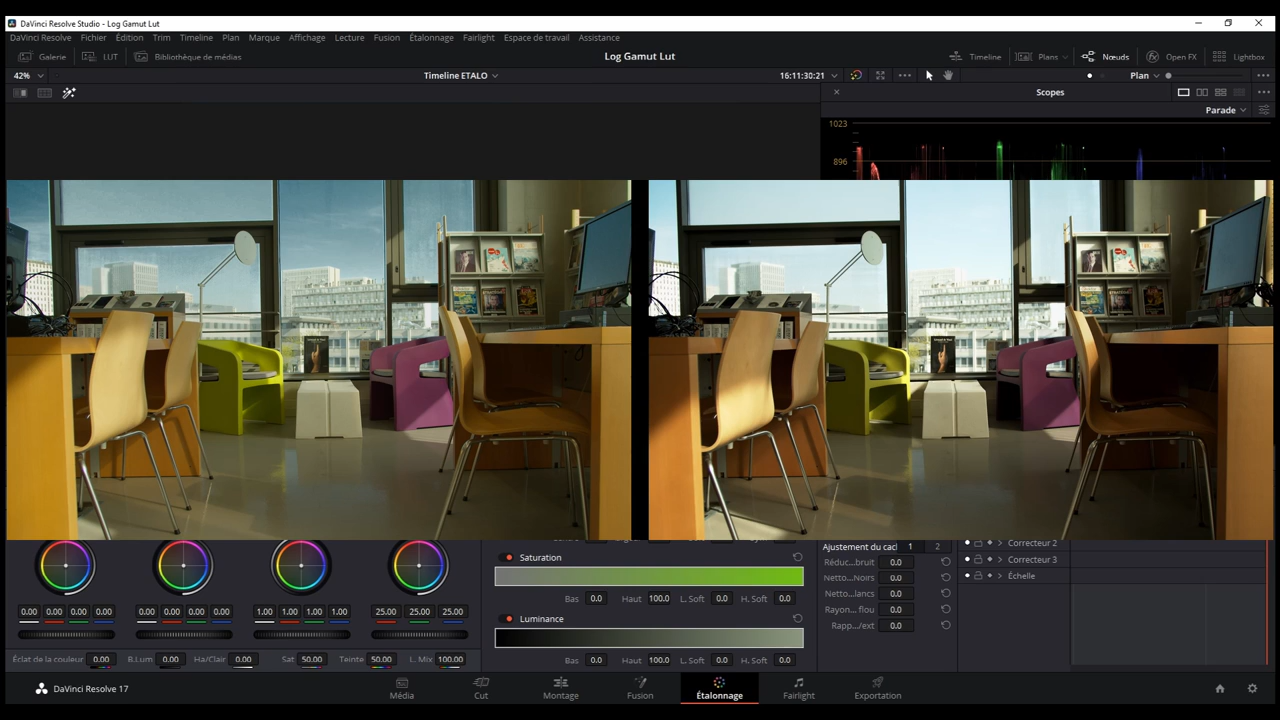 DaVinci Resolve Studio - Log Gamut Lut
DaVinci Resolve Fichier Édition Trim Timeline Plan Marque Affichage Lecture Fusion Étalonnage Fairlight Espace de travail Assistance
Galerie LUT Bibliothèque de médias Log Gamut Lut Timeline Plans Nœuds Open FX Lightbox
42% Timeline ETALO 16:11:30:21 Plan
Scopes
Parade
1023
896
Saturation
Bas 0.0 Haut 100.0 L. Soft 0.0 H. Soft 0.0
Luminance
Bas 0.0 Haut 100.0 L. Soft 0.0 H. Soft 0.0
0.00 0.00 0.00 0.00 0.00 0.00 0.00 0.00 1.00 1.00 1.00 1.00 25.00 25.00 25.00
Éclat de la couleur 0.00 B.Lum 0.00 Ha/Clair 0.00 Sat 50.00 Teinte 50.00 L. Mix 100.00
Ajustement du cacl 1 2
Réduc...bruit 0.0
Netto...Noirs 0.0
Netto...lancs 0.0
Rayon... flou 0.0
Rapp.../ext 0.0
Correcteur 2
Correcteur 3
Échelle
DaVinci Resolve 17
Média Cut Montage Fusion Étalonnage Fairlight Exportation